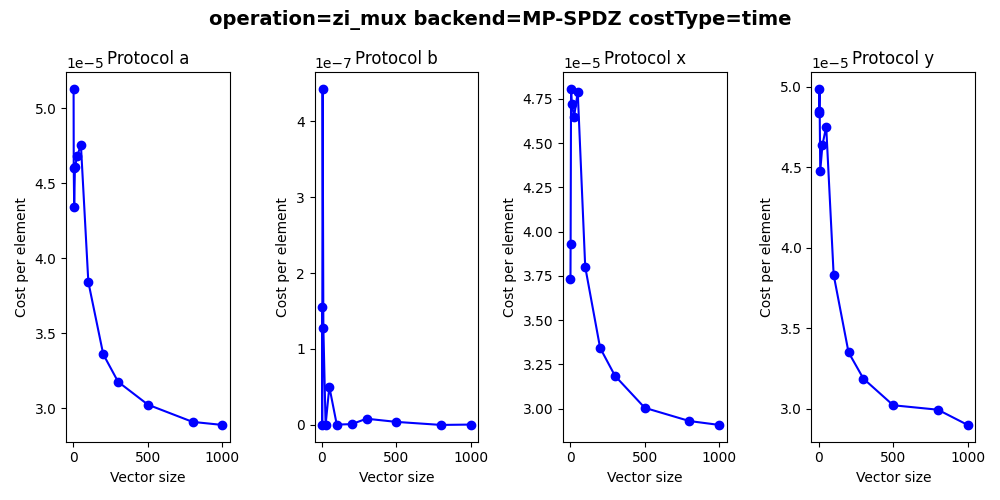 operation=zi_mux backend=MP-SPDZ costType=time
1e−5 Protocol a
5.0
4.5
4.0
3.5
3.0
Cost per element
0 500 1000
Vector size
1e−7 Protocol b
4
3
2
1
0
Cost per element
0 500 1000
Vector size
1e−5 Protocol x
4.75
4.50
4.25
4.00
3.75
3.50
3.25
3.00
Cost per element
0 500 1000
Vector size
1e−5 Protocol y
5.0
4.5
4.0
3.5
3.0
Cost per element
0 500 1000
Vector size